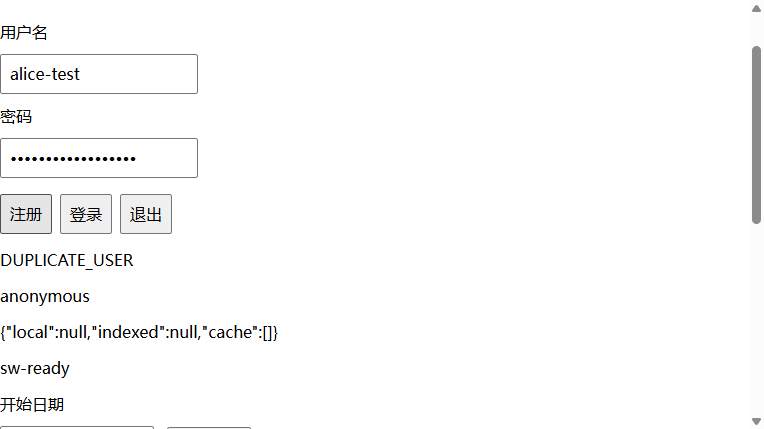 用户名
alice-test
密码
••••••••••••••••••
注册 登录 退出
DUPLICATE_USER
anonymous
{"local":null,"indexed":null,"cache":[]}
sw-ready
开始日期